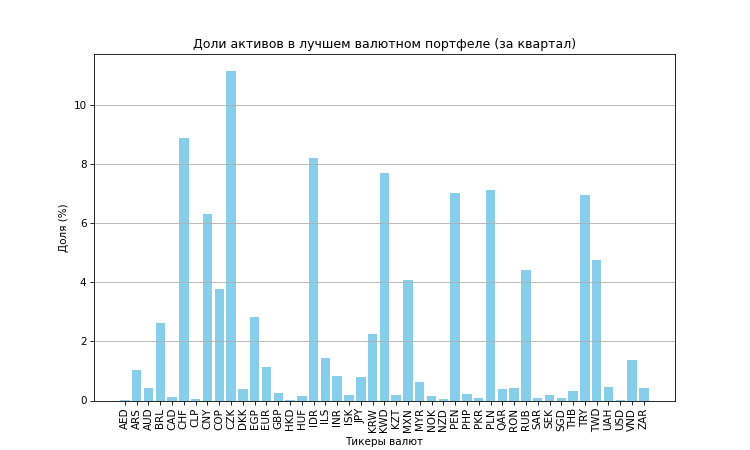 Доли активов в лучшем валютном портфеле (за квартал)
Доля (%)
10
8
6
4
2
0
AED
ARS
AUD
BRL
CAD
CHF
CLP
CNY
COP
CZK
DKK
EGP
EUR
GBP
HKD
HUF
IDR
ILS
INR
ISK
JPY
KRW
KWD
KZT
MXN
MYR
NOK
NZD
PEN
PHP
PKR
PLN
QAR
RON
RUB
SAR
SEK
SGD
THB
TRY
TWD
UAH
USD
VND
ZAR
Тикеры валют